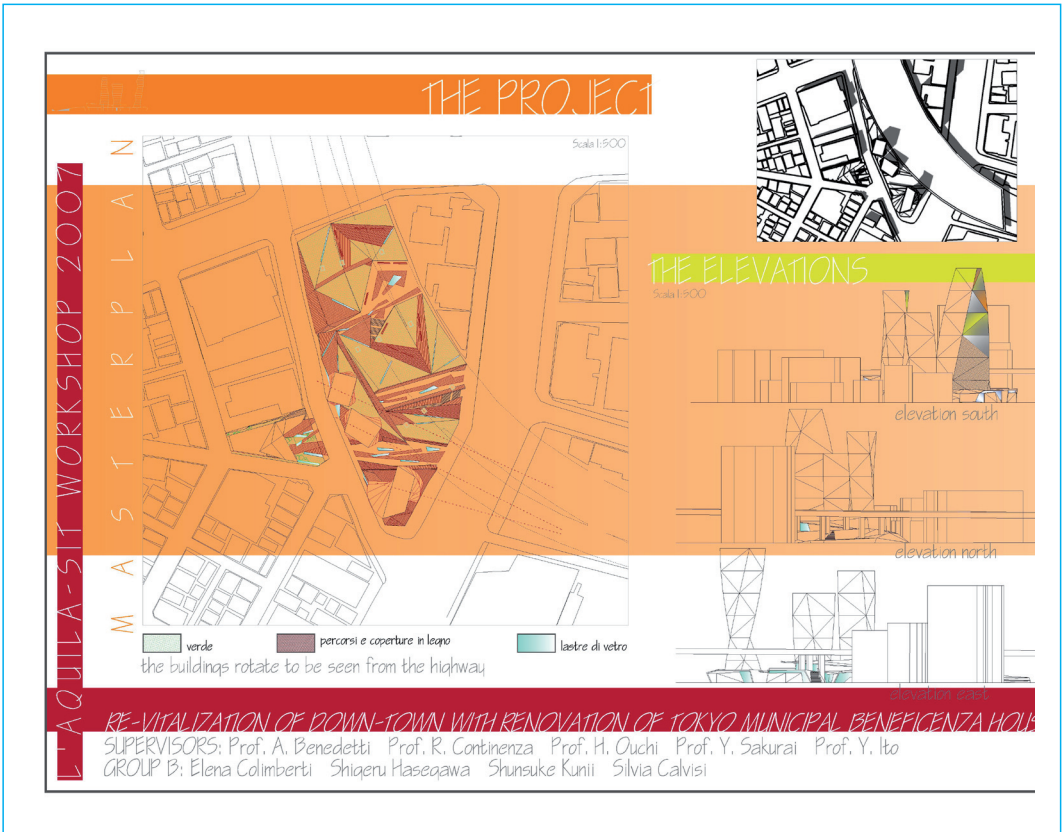 THE PROJECT
L'AQUILA-SIT WORKSHOP 2007
MASTERPLAN
Scala 1:500
THE ELEVATIONS
Scala 1:500
elevation south
elevation north
elevation east
verde
percorsi e coperture in legno
lastre di vetro
the buildings rotate to be seen from the highway
RE-VITALIZATION OF DOWN-TOWN WITH RENOVATION OF TOKYO MUNICIPAL BENEFICENZA HOUS
SUPERVISORS: Prof. A. Benedetti Prof. R. Continenza Prof. H. Ouchi Prof. Y. Sakurai Prof. Y. Ito
GROUP B: Elena Colimberti Shigeru Hasegawa Shunsuke Kunii Silvia Calvisi